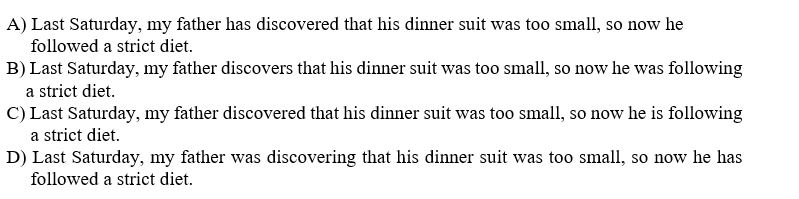 A) Last Saturday, my father has discovered that his dinner suit was too small, so now he
followed a strict diet.
B) Last Saturday, my father discovers that his dinner suit was too small, so now he was following
a strict diet.
C) Last Saturday, my father discovered that his dinner suit was too small, so now he is following
a strict diet.
D) Last Saturday, my father was discovering that his dinner suit was too small, so now he has
followed a strict diet.